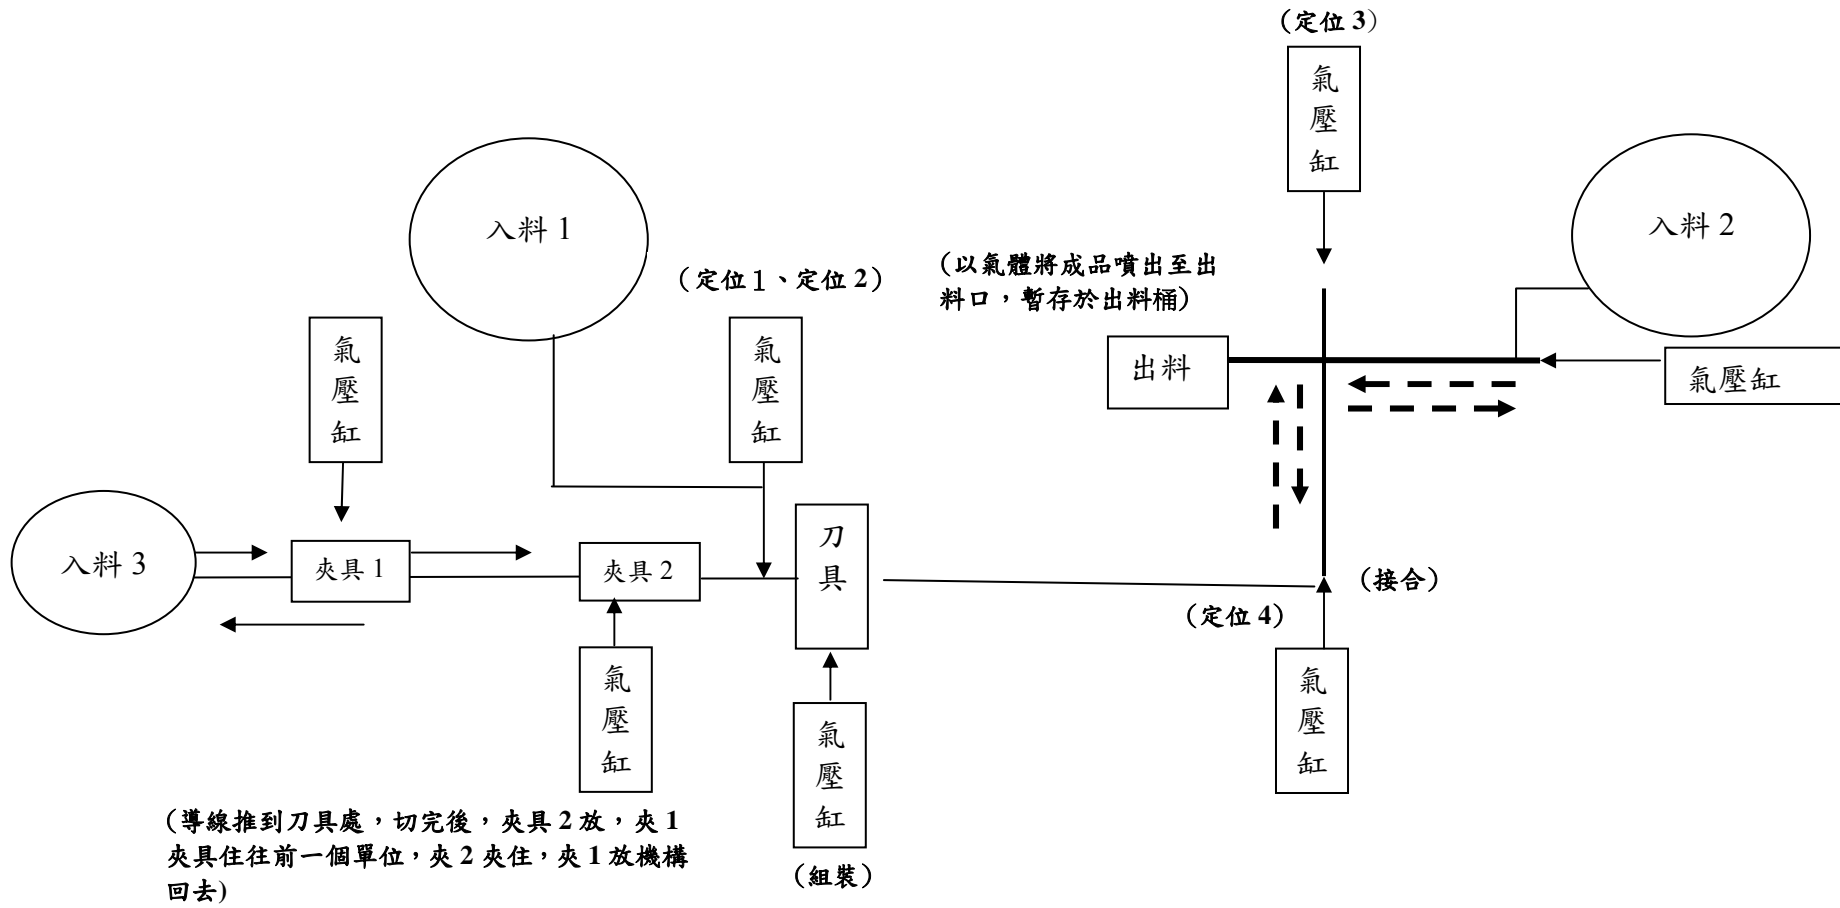 (定位 3)
氣
壓
缸
入料 1
入料 2
(定位 1、定位 2)
(以氣體將成品噴出至出
料口，暫存於出料桶)
氣
壓
缸
氣
壓
缸
出料
氣壓缸
入料 3
夾具 1
夾具 2
刀
具
(接合)
(定位 4)
氣
壓
缸
氣
壓
缸
氣
壓
缸
(導線推到刀具處，切完後，夾具 2 放，夾 1
夾具住往前一個單位，夾 2 夾住，夾 1 放機構
回去)
(組裝)